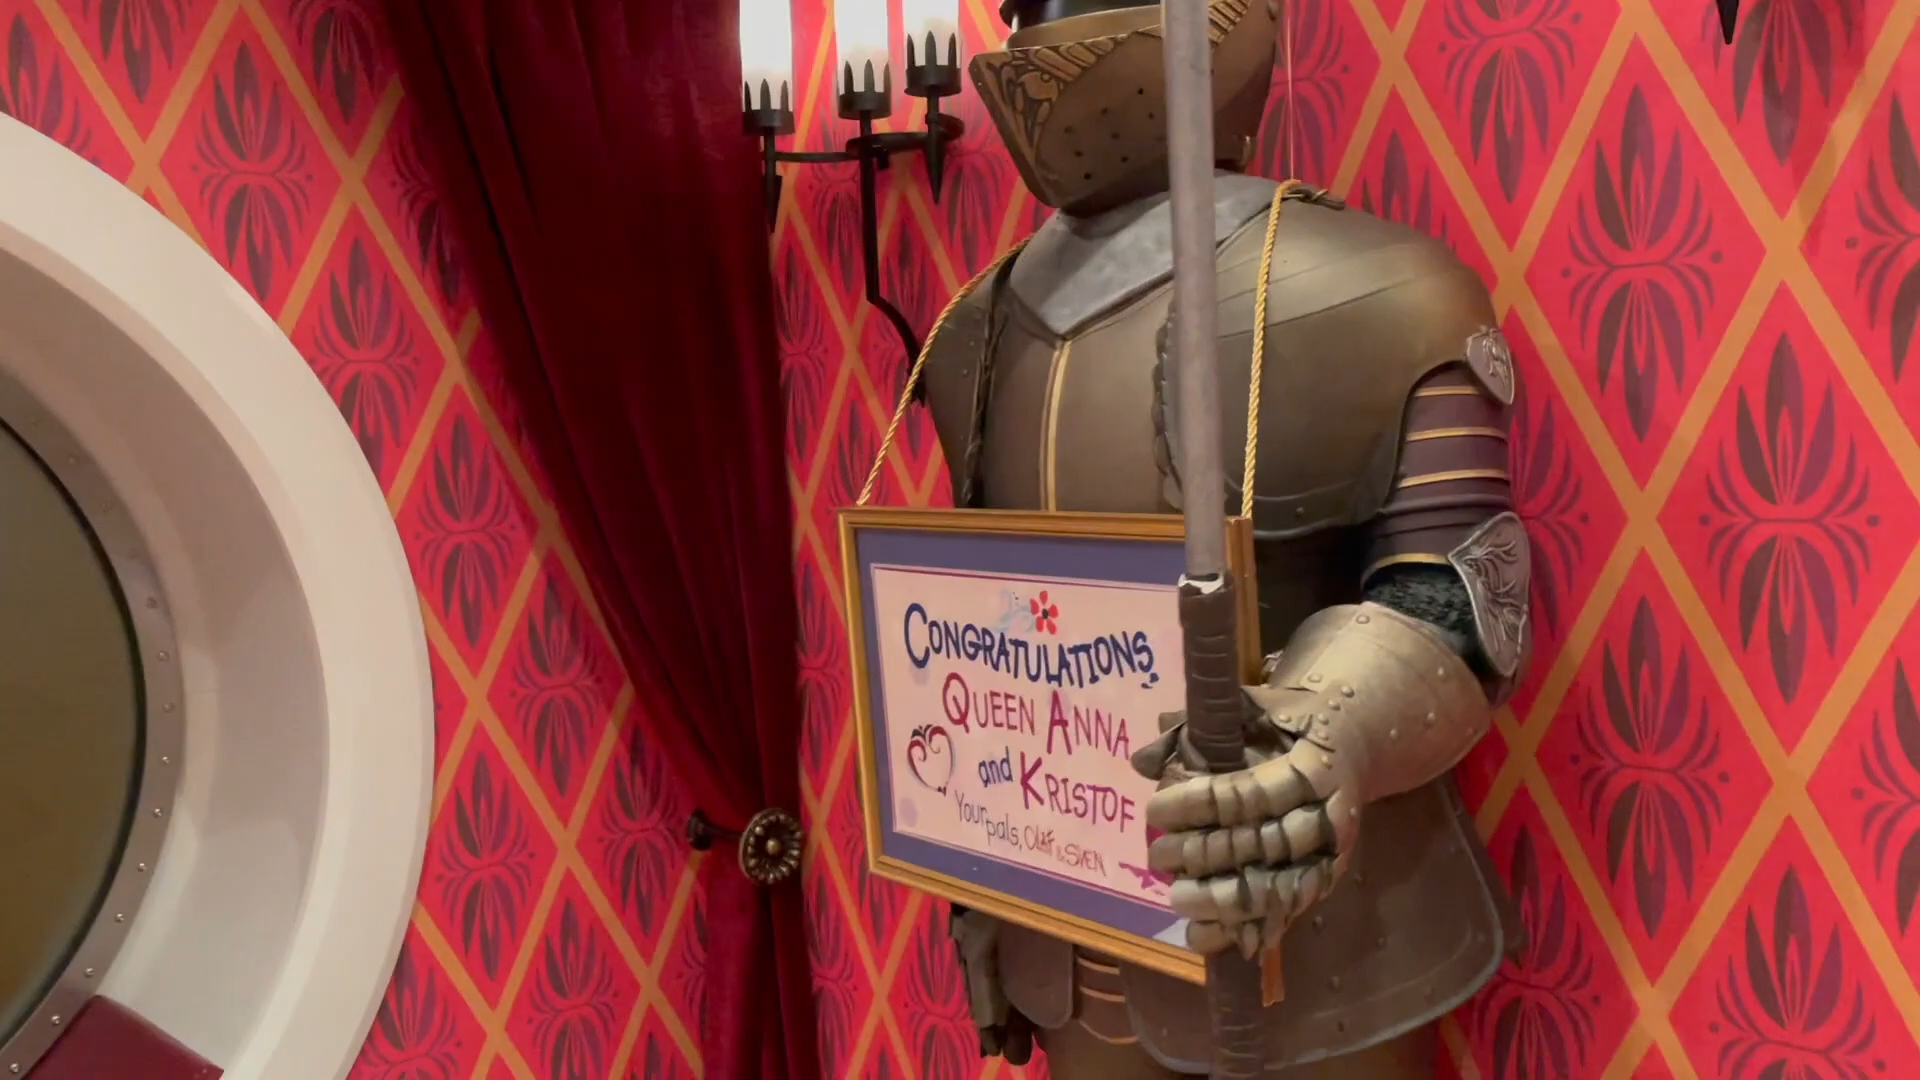 CONGRATULATIONS
QUEEN ANNA
and KRISTOF
Your pals, OLAF & SVEN